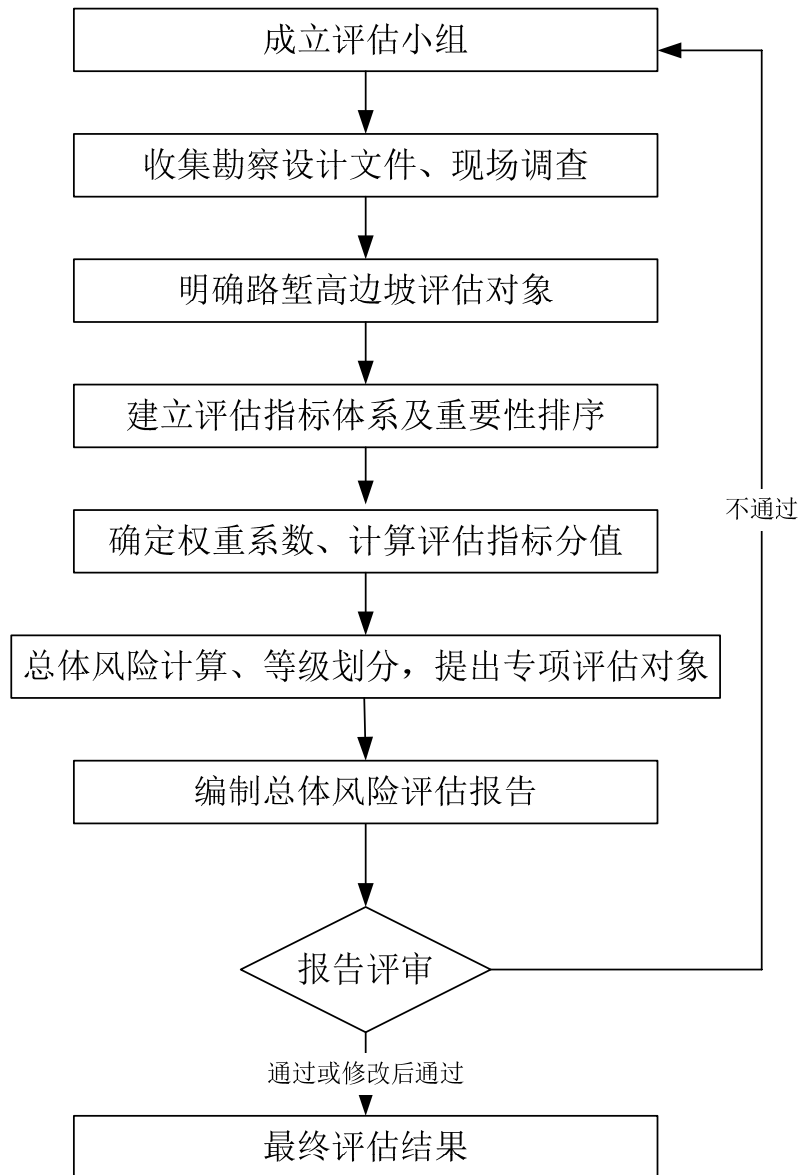 成立评估小组
收集勘察设计文件、现场调查
明确路堑高边坡评估对象
建立评估指标体系及重要性排序
不通过
确定权重系数、计算评估指标分值
总体风险计算、等级划分，提出专项评估对象
编制总体风险评估报告
报告评审
通过或修改后通过
最终评估结果